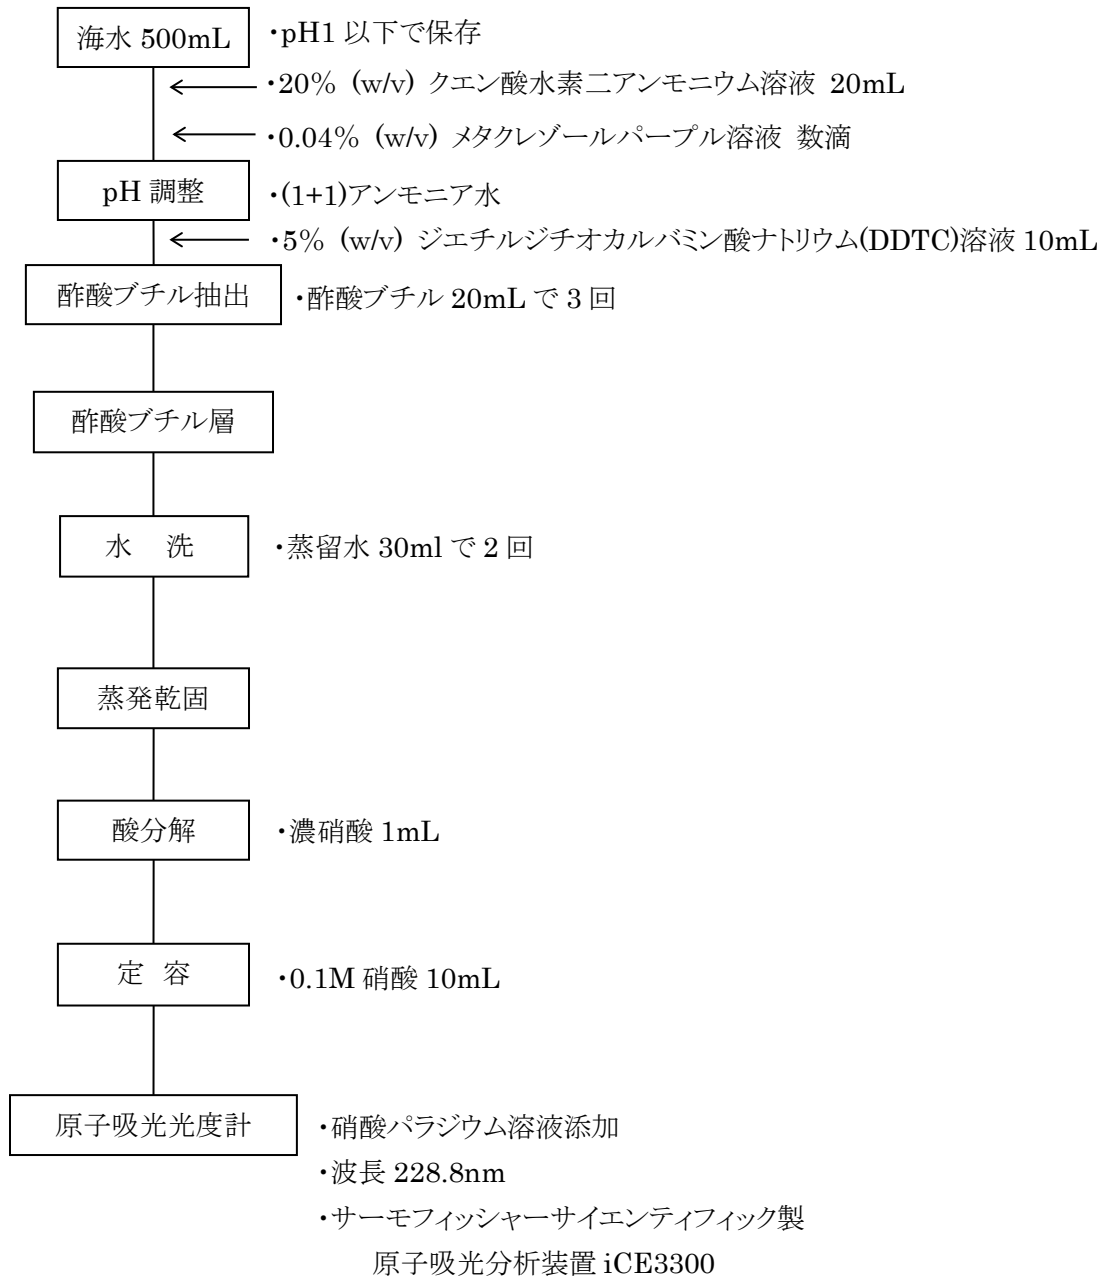 海水 500mL ・pH1 以下で保存
・20% (w/v) クエン酸水素二アンモニウム溶液 20mL
・0.04% (w/v) メタクレゾールパープル溶液 数滴
pH 調整 ・(1+1)アンモニア水
・5% (w/v) ジエチルジチオカルバミン酸ナトリウム(DDTC)溶液 10mL
酢酸ブチル抽出 ・酢酸ブチル 20mL で 3 回
酢酸ブチル層
水 洗 ・蒸留水 30ml で 2 回
蒸発乾固
酸分解 ・濃硝酸 1mL
定 容 ・0.1M 硝酸 10mL
原子吸光光度計 ・硝酸パラジウム溶液添加
・波長 228.8nm
・サーモフィッシャーサイエンティフィック製
原子吸光分析装置 iCE3300